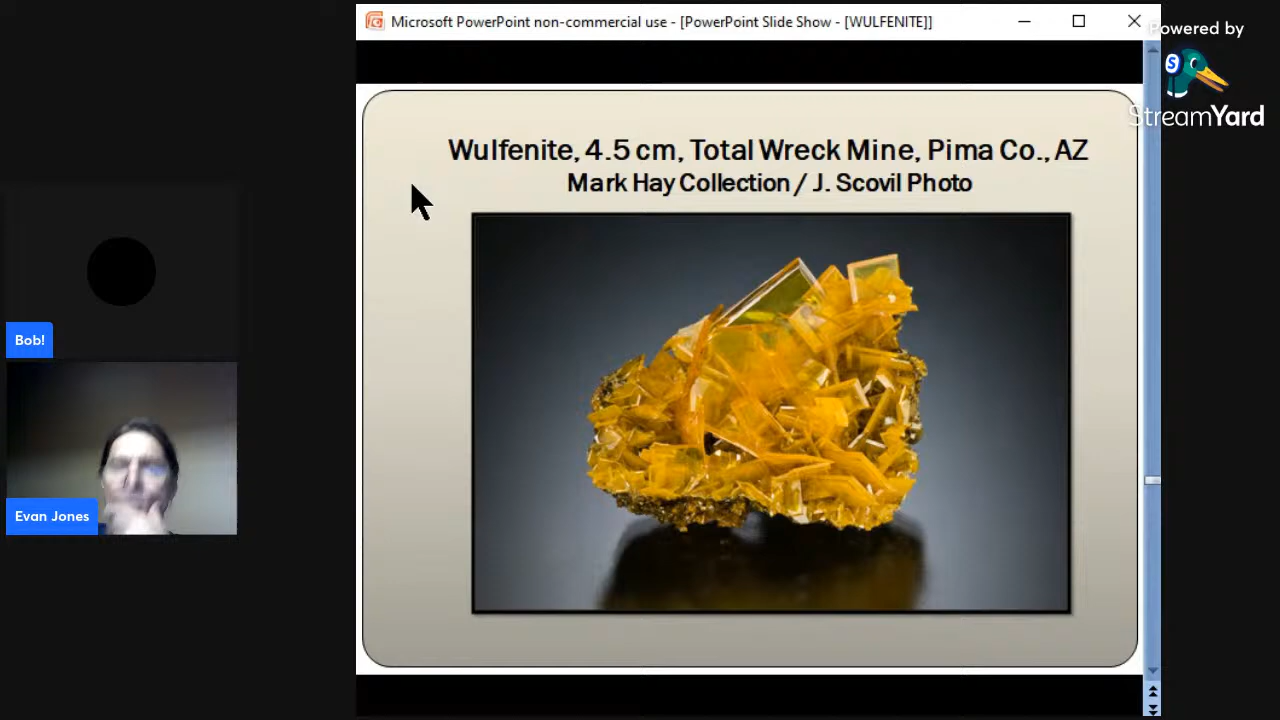 Microsoft PowerPoint non-commercial use - [PowerPoint Slide Show - [WULFENITE]]
Powered by
S
StreamYard
Wulfenite, 4.5 cm, Total Wreck Mine, Pima Co., AZ
Mark Hay Collection / J. Scovil Photo
Bob!
Evan Jones